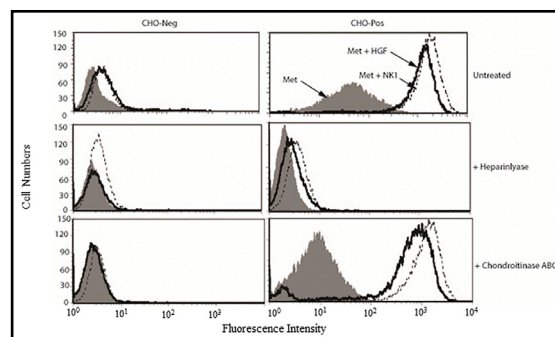 CHO-Neg
CHO-Pos
150
120
90
60
30
0
Met + HGF
Met + NK1
Met
Untreated
150
120
90
60
30
0
+ Heparinlyase
150
120
90
60
30
0
+ Chondroitinase ABC
10⁰ 10¹ 10² 10³
10⁰ 10¹ 10² 10³ 10⁴
Cell Numbers
Fluorescence Intensity